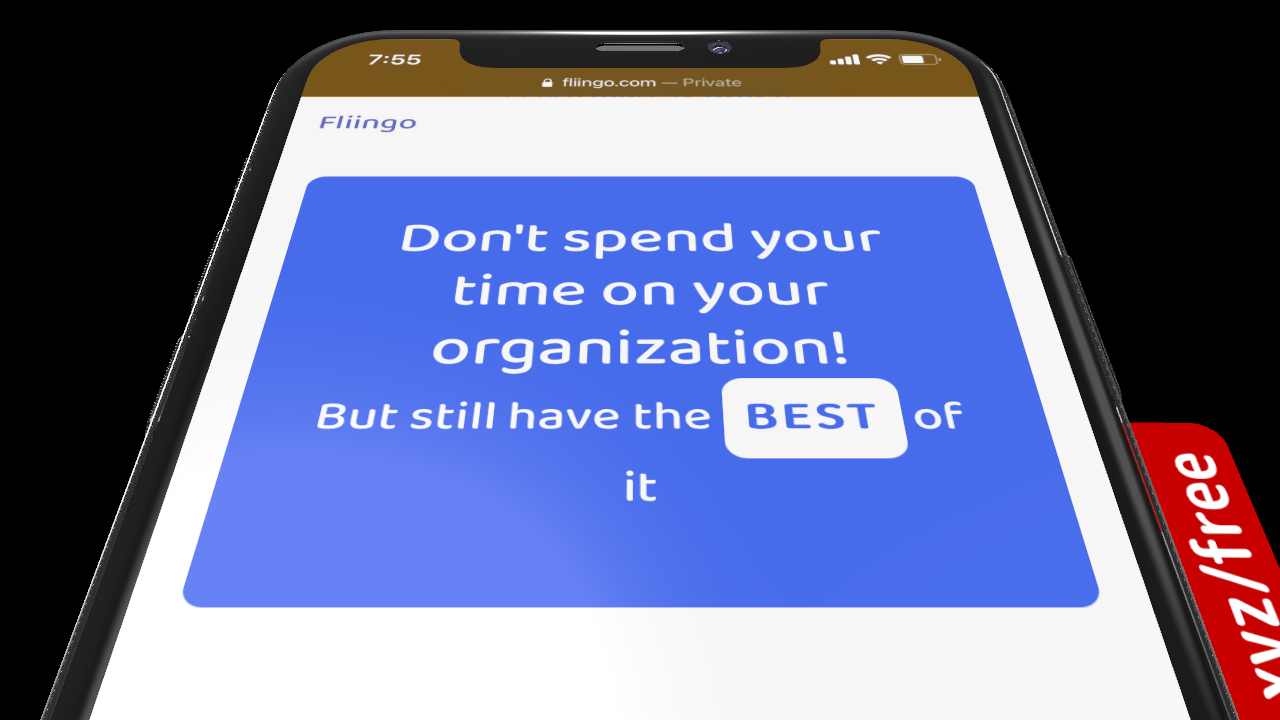 7:55
fliingo.com — Private
Fliingo
Don't spend your
time on your
organization!
But still have the BEST of
it
xyz/free